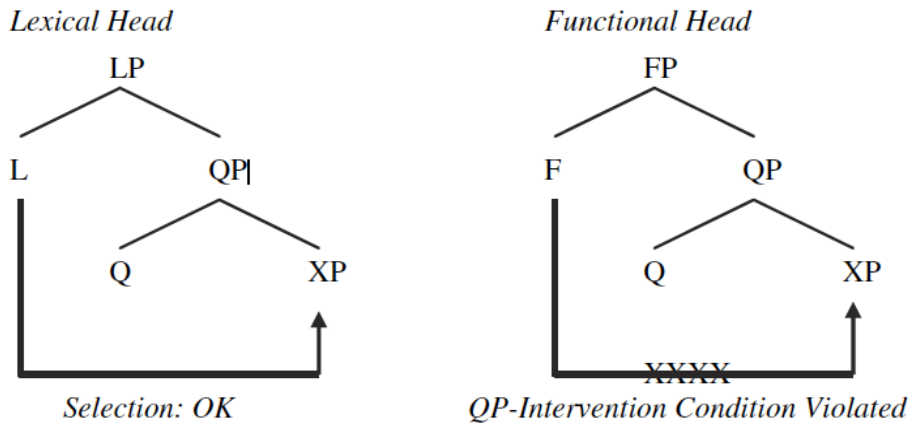 Lexical Head
Functional Head
LP
FP
L
QP
F
QP
Q
XP
Q
XP
XXXX
Selection: OK
QP-Intervention Condition Violated